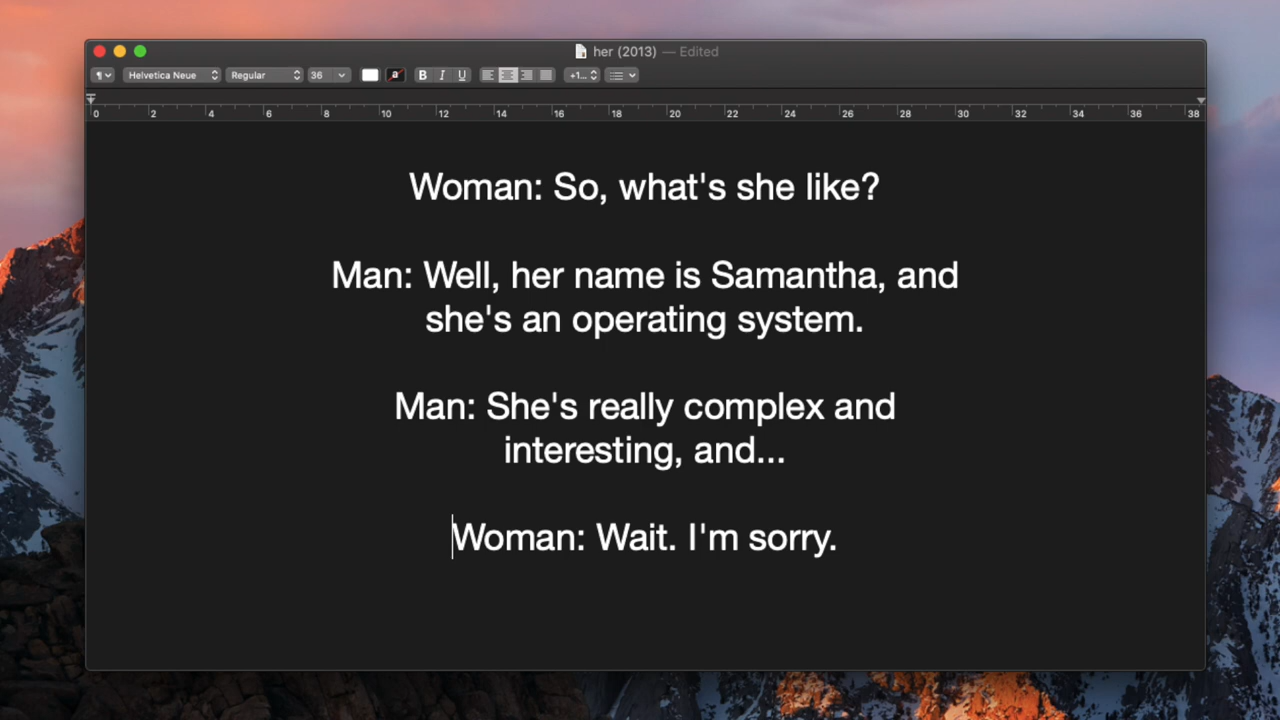 her (2013) — Edited
¶ Helvetica Neue Regular 36 a B I U +1...
0 2 4 6 8 10 12 14 16 18 20 22 24 26 28 30 32 34 36 38
Woman: So, what's she like?
Man: Well, her name is Samantha, and
she's an operating system.
Man: She's really complex and
interesting, and...
Woman: Wait. I'm sorry.